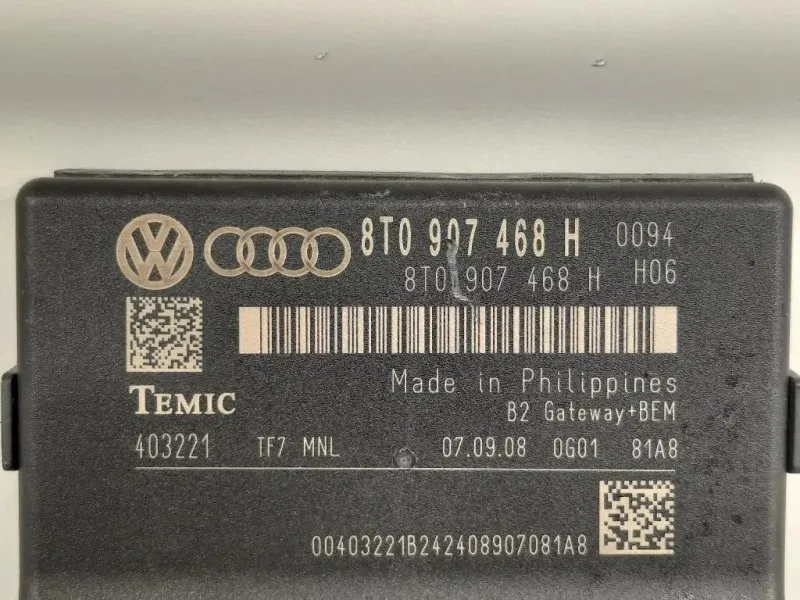 8T0 907 468 H 0094
8T0 907 468 H H06
Made in Philippines
TEMIC
B2 Gateway+BEM
403221 TF7 MNL 07.09.08 0G01 81A8
00403221B242408907081A8